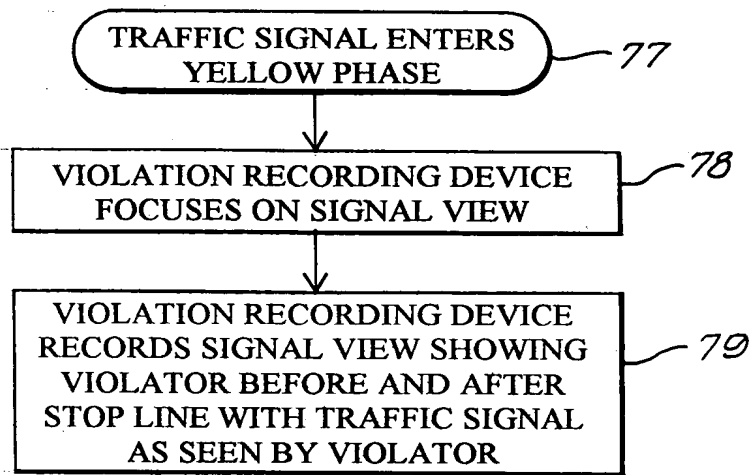 TRAFFIC SIGNAL ENTERS
YELLOW PHASE
77
VIOLATION RECORDING DEVICE
FOCUSES ON SIGNAL VIEW
78
VIOLATION RECORDING DEVICE
RECORDS SIGNAL VIEW SHOWING
VIOLATOR BEFORE AND AFTER
STOP LINE WITH TRAFFIC SIGNAL
AS SEEN BY VIOLATOR
79